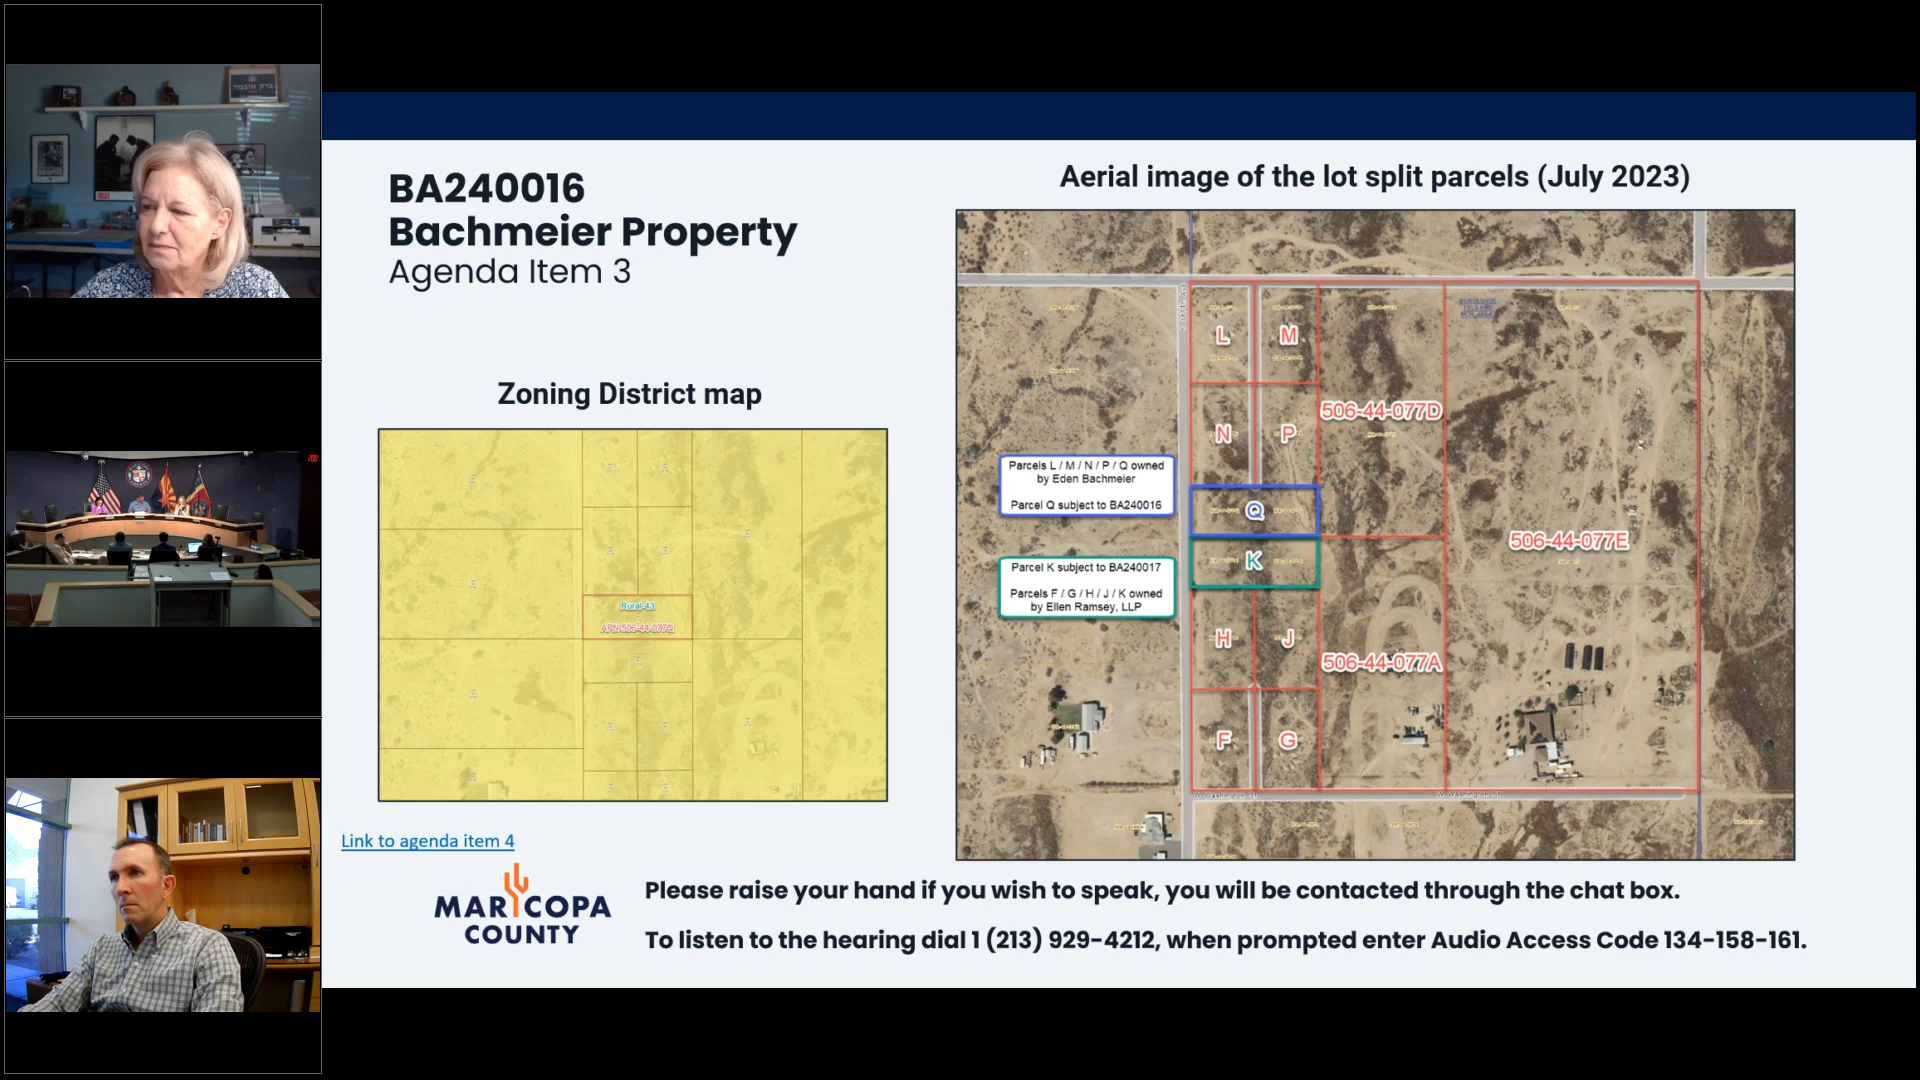 BA240016
Bachmeier Property
Agenda Item 3
Zoning District map
Rural-43
APN 506-44-077Q
Link to agenda item 4
MARICOPA
COUNTY
Aerial image of the lot split parcels (July 2023)
L
M
506-44-077D
N
P
Parcels L / M / N / P / Q owned
by Eden Bachmeier
Parcel Q subject to BA240016
Q
506-44-077E
K
Parcel K subject to BA240017
Parcels F / G / H / J / K owned
by Ellen Ramsey, LLP
H
J
506-44-077A
F
G
W Washington St
W Washington St
Please raise your hand if you wish to speak, you will be contacted through the chat box.
To listen to the hearing dial 1 (213) 929-4212, when prompted enter Audio Access Code 134-158-161.